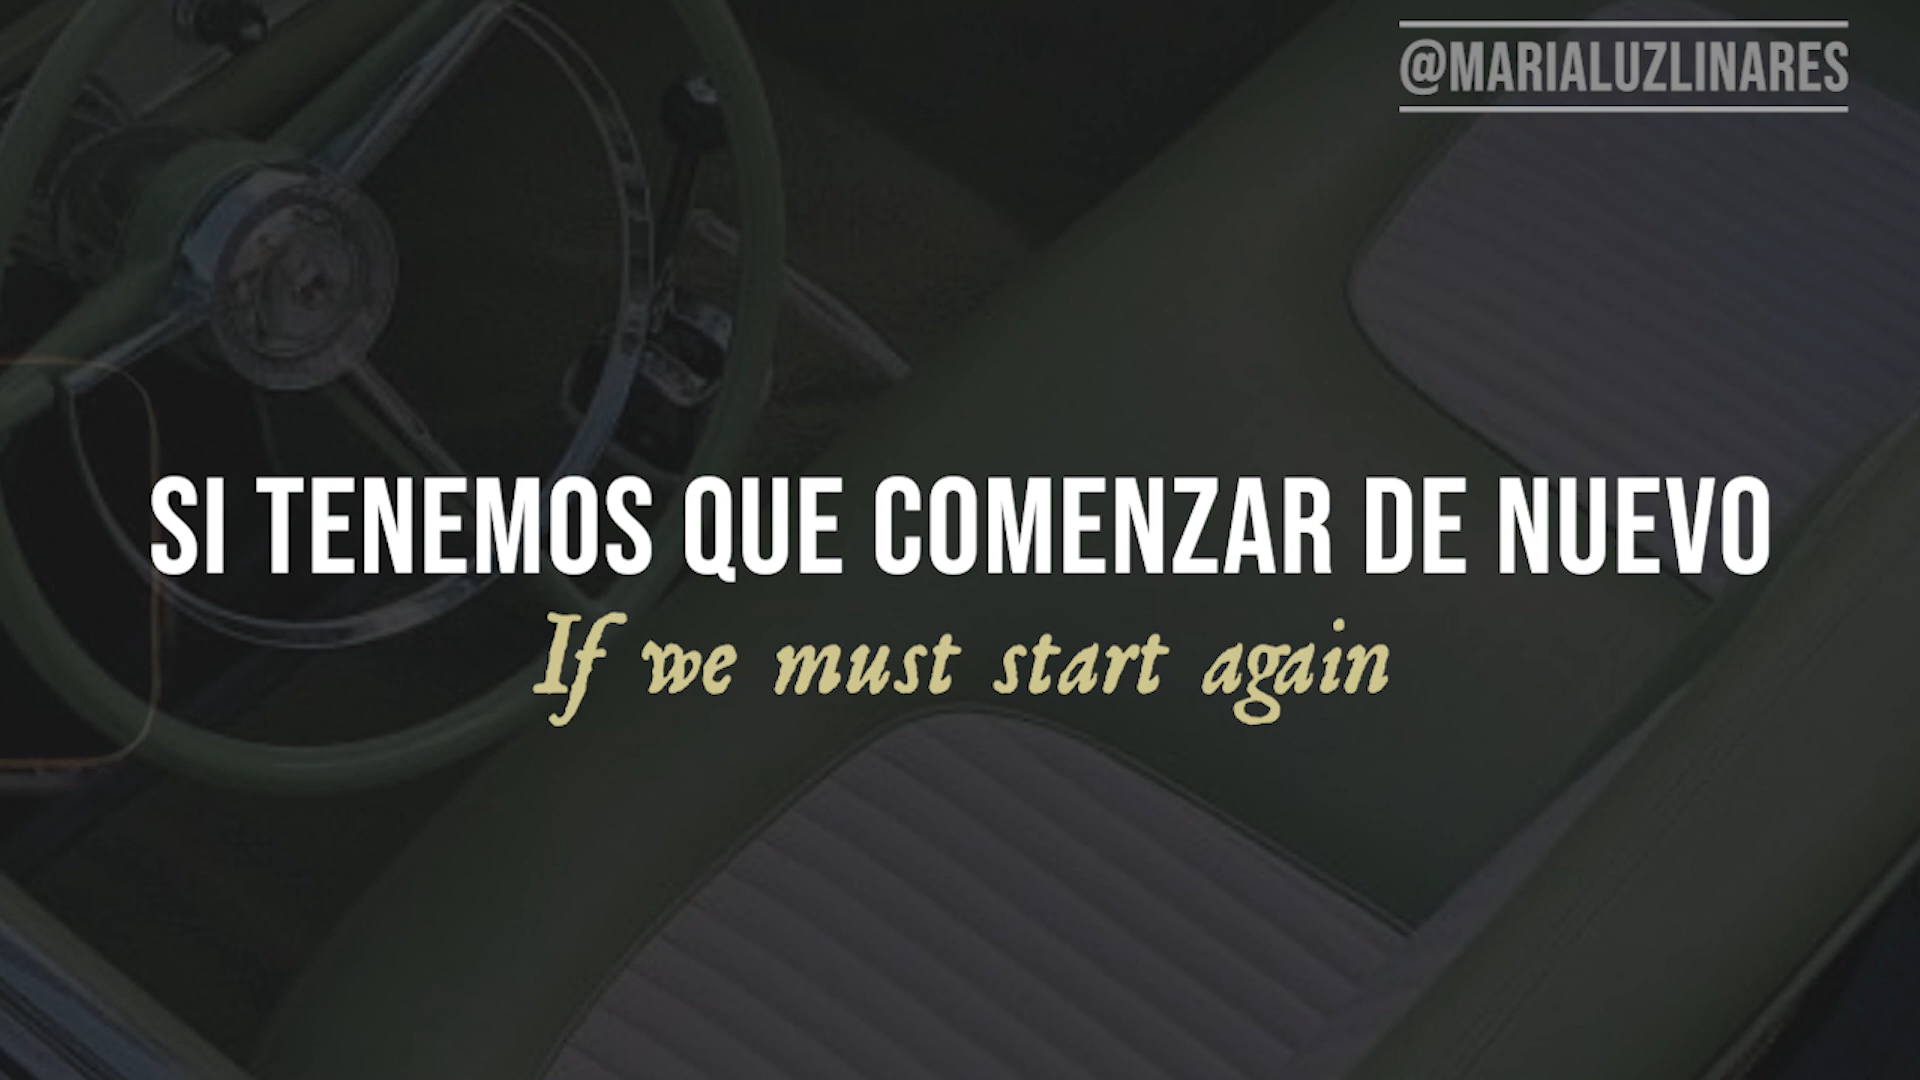 @MARIALUZLINARES
SI TENEMOS QUE COMENZAR DE NUEVO
If we must start again